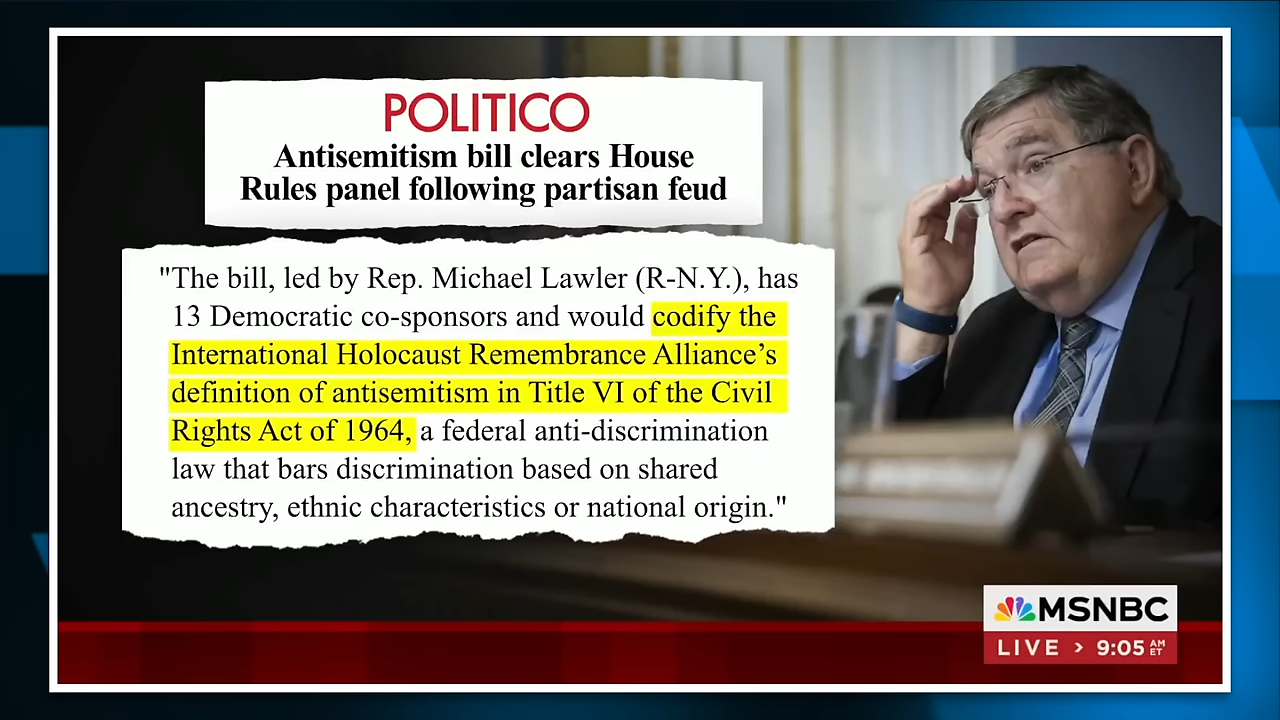 POLITICO
Antisemitism bill clears House
Rules panel following partisan feud
"The bill, led by Rep. Michael Lawler (R-N.Y.), has
13 Democratic co-sponsors and would codify the
International Holocaust Remembrance Alliance’s
definition of antisemitism in Title VI of the Civil
Rights Act of 1964, a federal anti-discrimination
law that bars discrimination based on shared
ancestry, ethnic characteristics or national origin."
MSNBC
LIVE > 9:05 AM ET